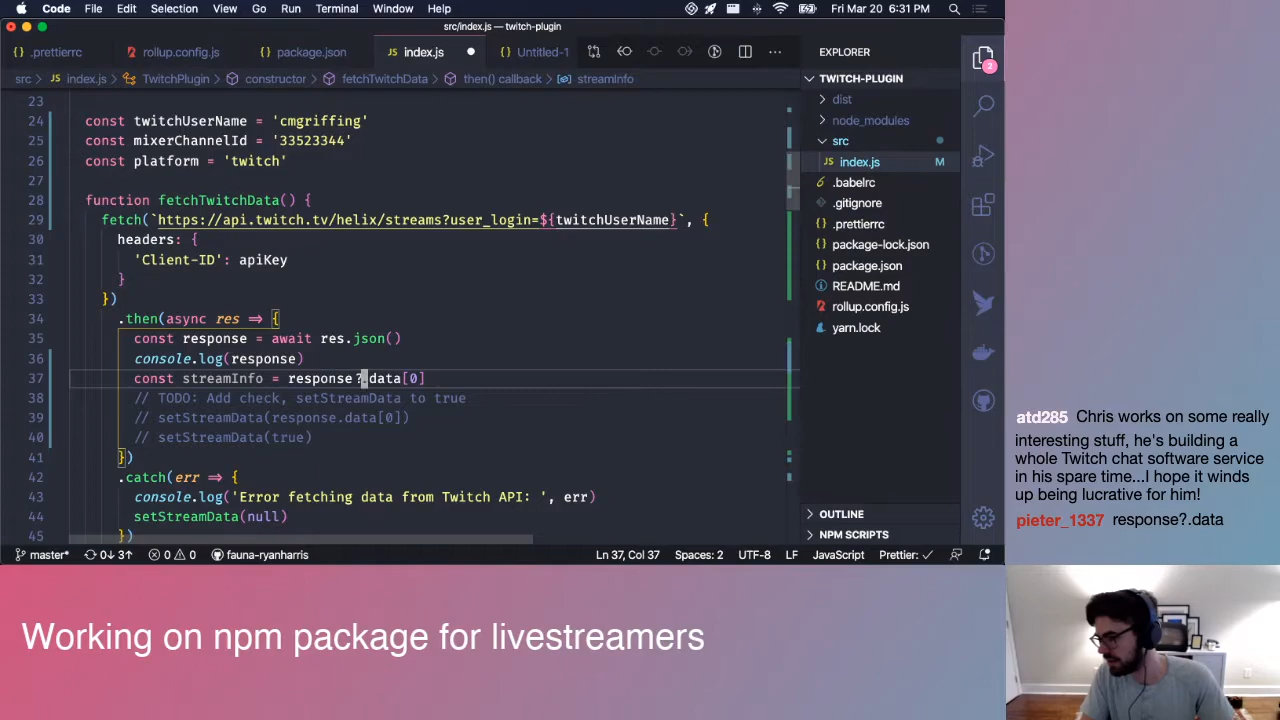 Code File Edit Selection View Go Run Terminal Window Help Fri Mar 20 6:31 PM
src/index.js — twitch-plugin
.prettierrc rollup.config.js package.json index.js Untitled-1 EXPLORER
src index.js TwitchPlugin constructor fetchTwitchData then() callback streamInfo
23
24 const twitchUserName = 'cmgriffing'
25 const mixerChannelId = '33523344'
26 const platform = 'twitch'
27
28 function fetchTwitchData() {
29 fetch(`https://api.twitch.tv/helix/streams?user_login=${twitchUserName}`, {
30 headers: {
31 'Client-ID': apiKey
32 }
33 })
34 .then(async res => {
35 const response = await res.json()
36 console.log(response)
37 const streamInfo = response?.data[0]
38 // TODO: Add check, setStreamData to true
39 // setStreamData(response.data[0])
40 // setStreamData(true)
41 })
42 .catch(err => {
43 console.log('Error fetching data from Twitch API: ', err)
44 setStreamData(null)
45 })
TWITCH-PLUGIN
dist
node_modules
src
index.js M
.babelrc
.gitignore
.prettierrc
package-lock.json
package.json
README.md
rollup.config.js
yarn.lock
OUTLINE
NPM SCRIPTS
2
master* 0↓ 3↑ 0 0 fauna-ryanharris Ln 37, Col 37 Spaces: 2 UTF-8 LF JavaScript Prettier: ✓
atd285 Chris works on some really
interesting stuff, he's building a
whole Twitch chat software service
in his spare time...I hope it winds
up being lucrative for him!
pieter_1337 response?.data
Working on npm package for livestreamers